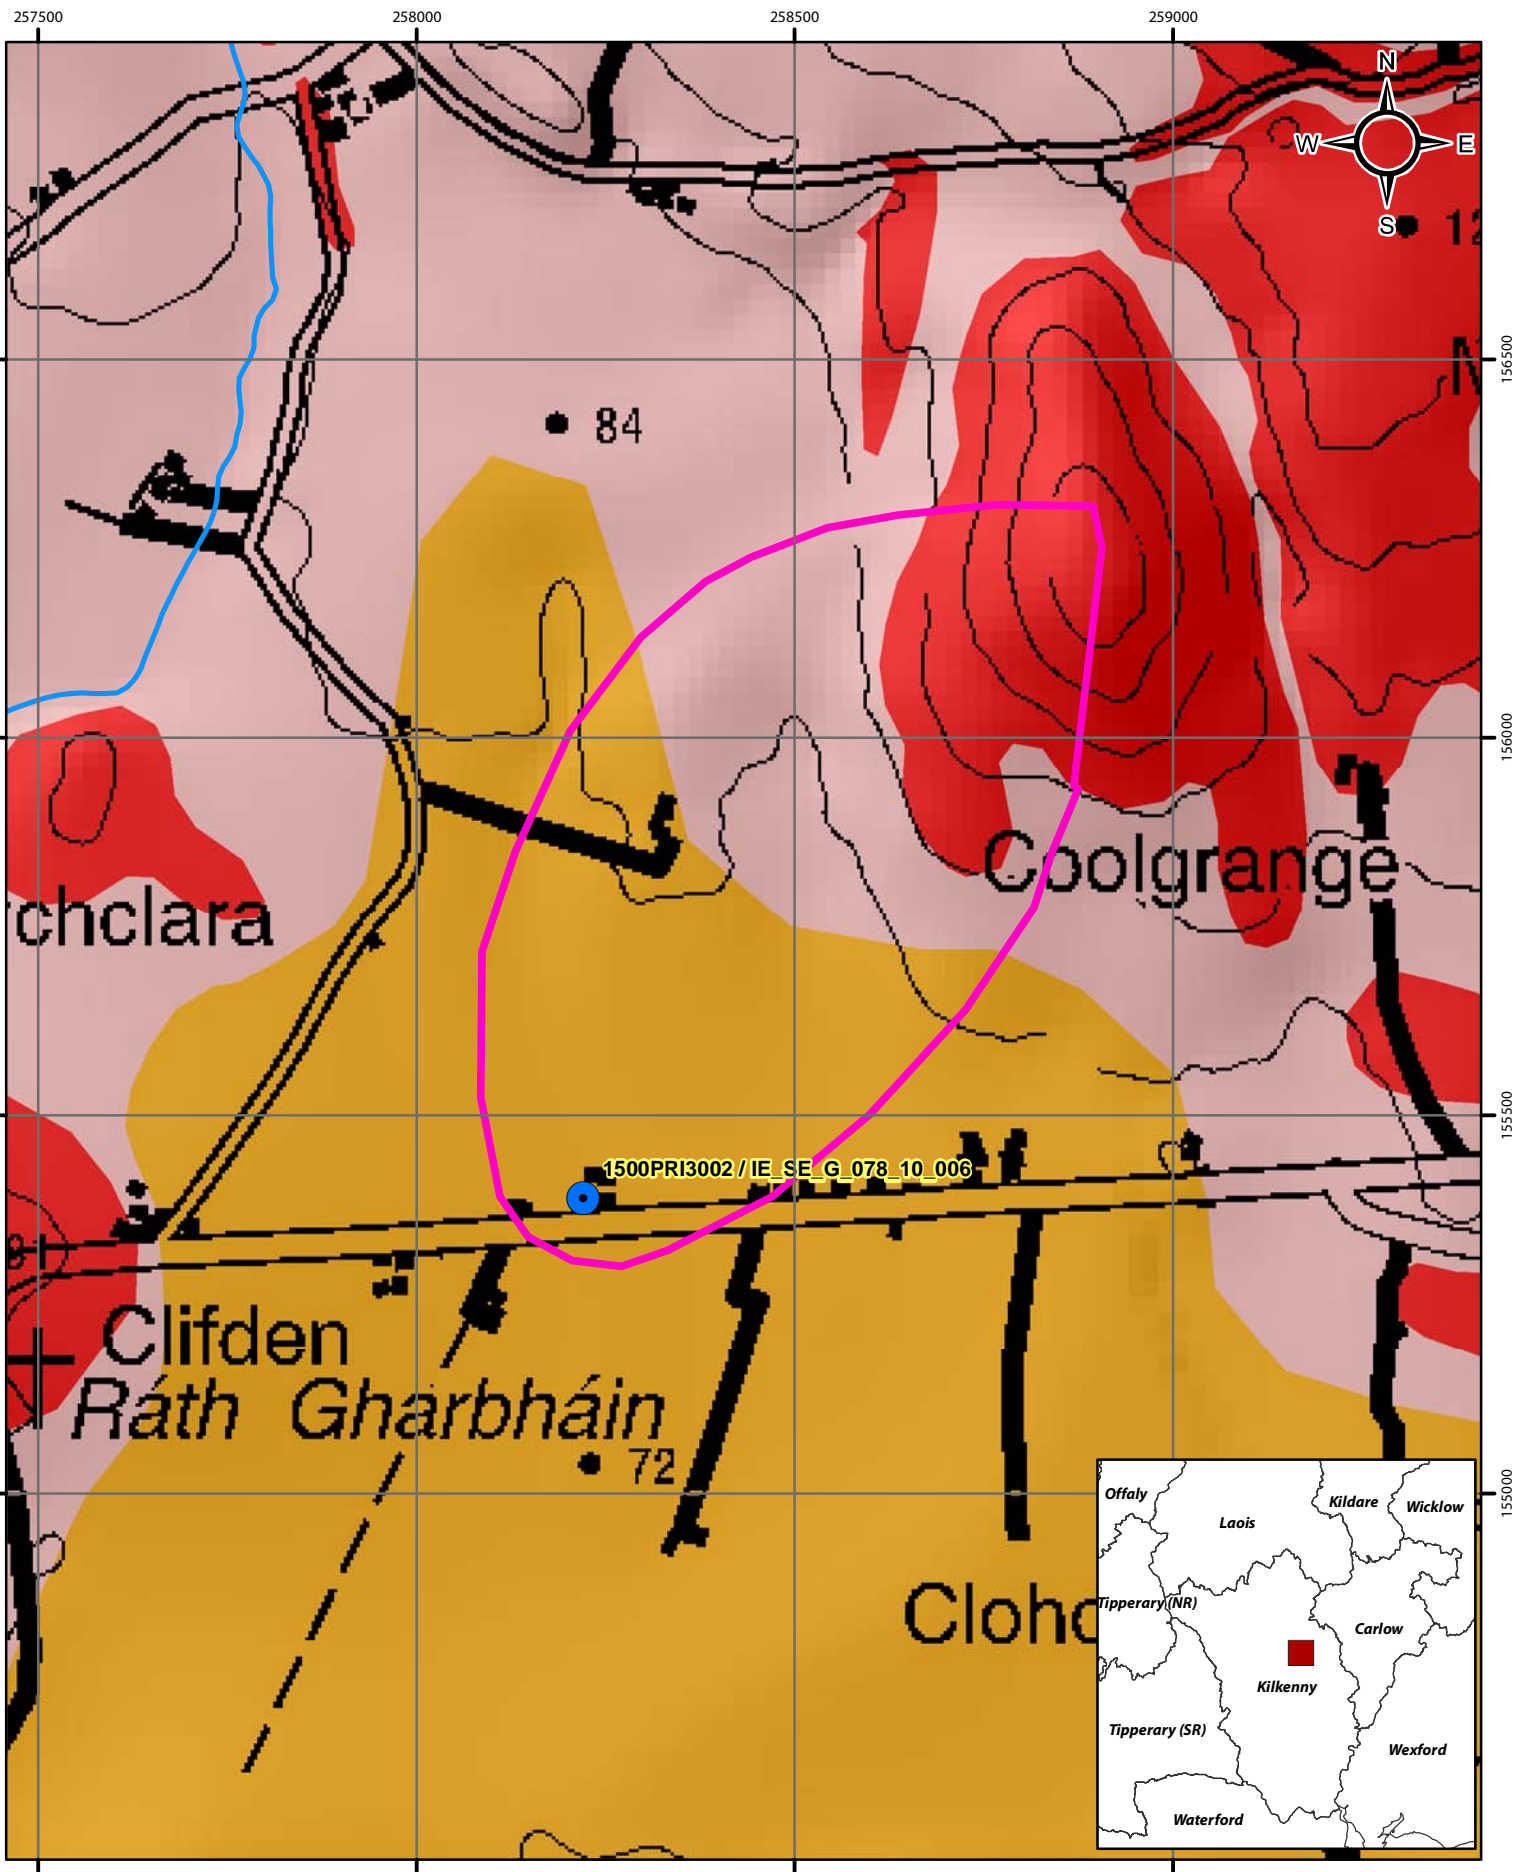 257500 258000 258500 259000
N
W E
S
12
156500
N
84
156000
Coolgrange
chclara
155500
1500PRI3002 / IE_SE_G_078_10_006
81
Clifden
Ráth Gharbháin
72
155000
Cloho
Offaly
Laois
Kildare
Wicklow
Tipperary (NR)
Carlow
Kilkenny
Tipperary (SR)
Wexford
Waterford